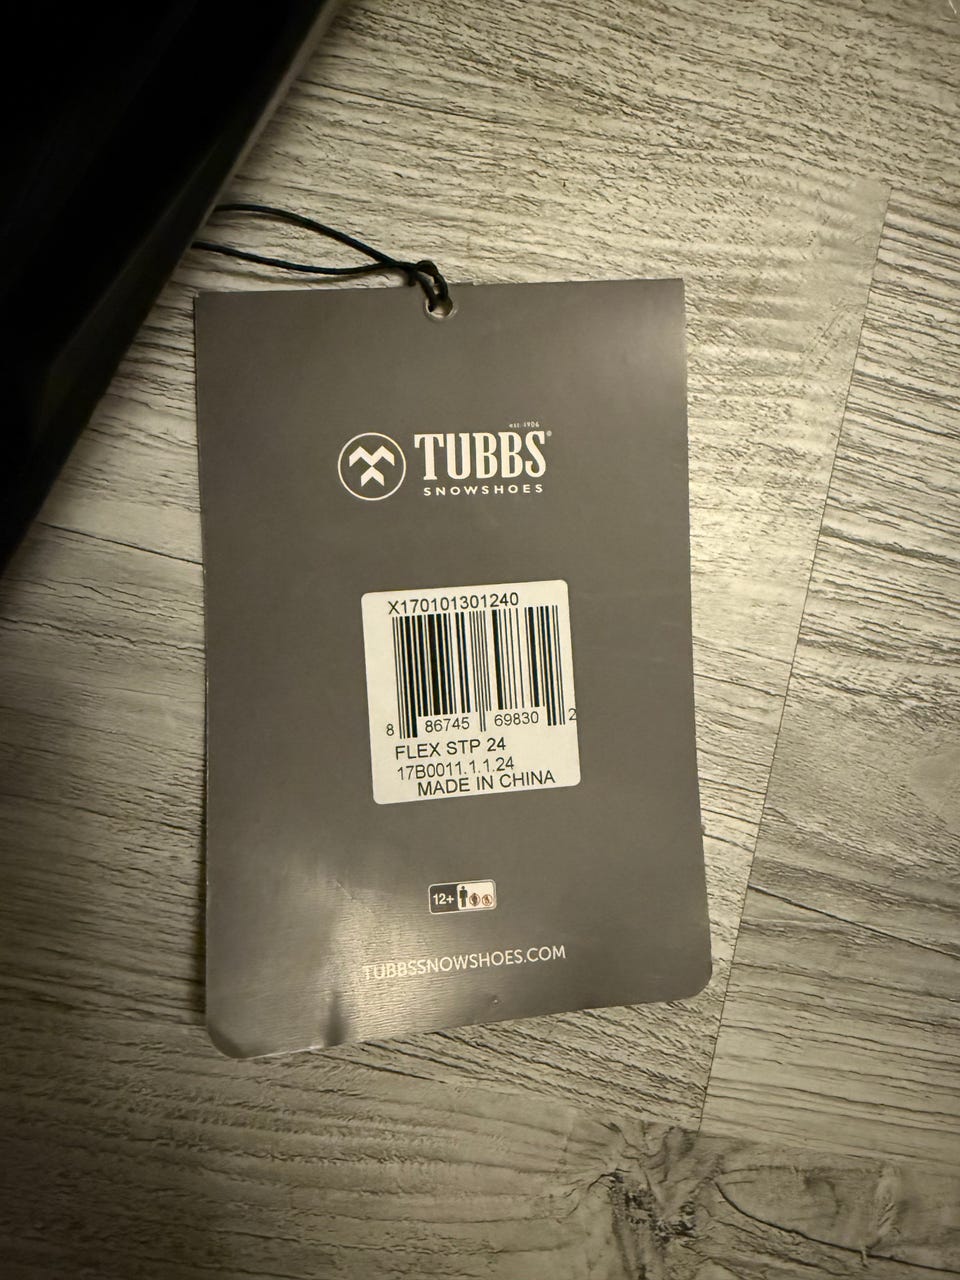 est. 1906
TUBBS®
SNOWSHOES
X170101301240
8 86745 69830 2
FLEX STP 24
17B0011.1.1.24
MADE IN CHINA
12+
TUBBSSNOWSHOES.COM